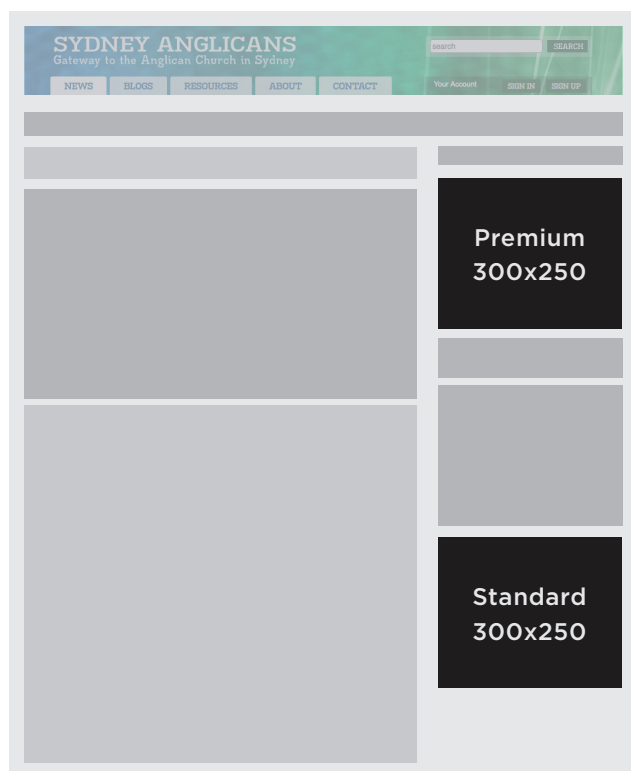 SYDNEY ANGLICANS
Gateway to the Anglican Church in Sydney
search
SEARCH
NEWS
BLOGS
RESOURCES
ABOUT
CONTACT
Your Account
SIGN IN
SIGN UP
Premium
300x250
Standard
300x250